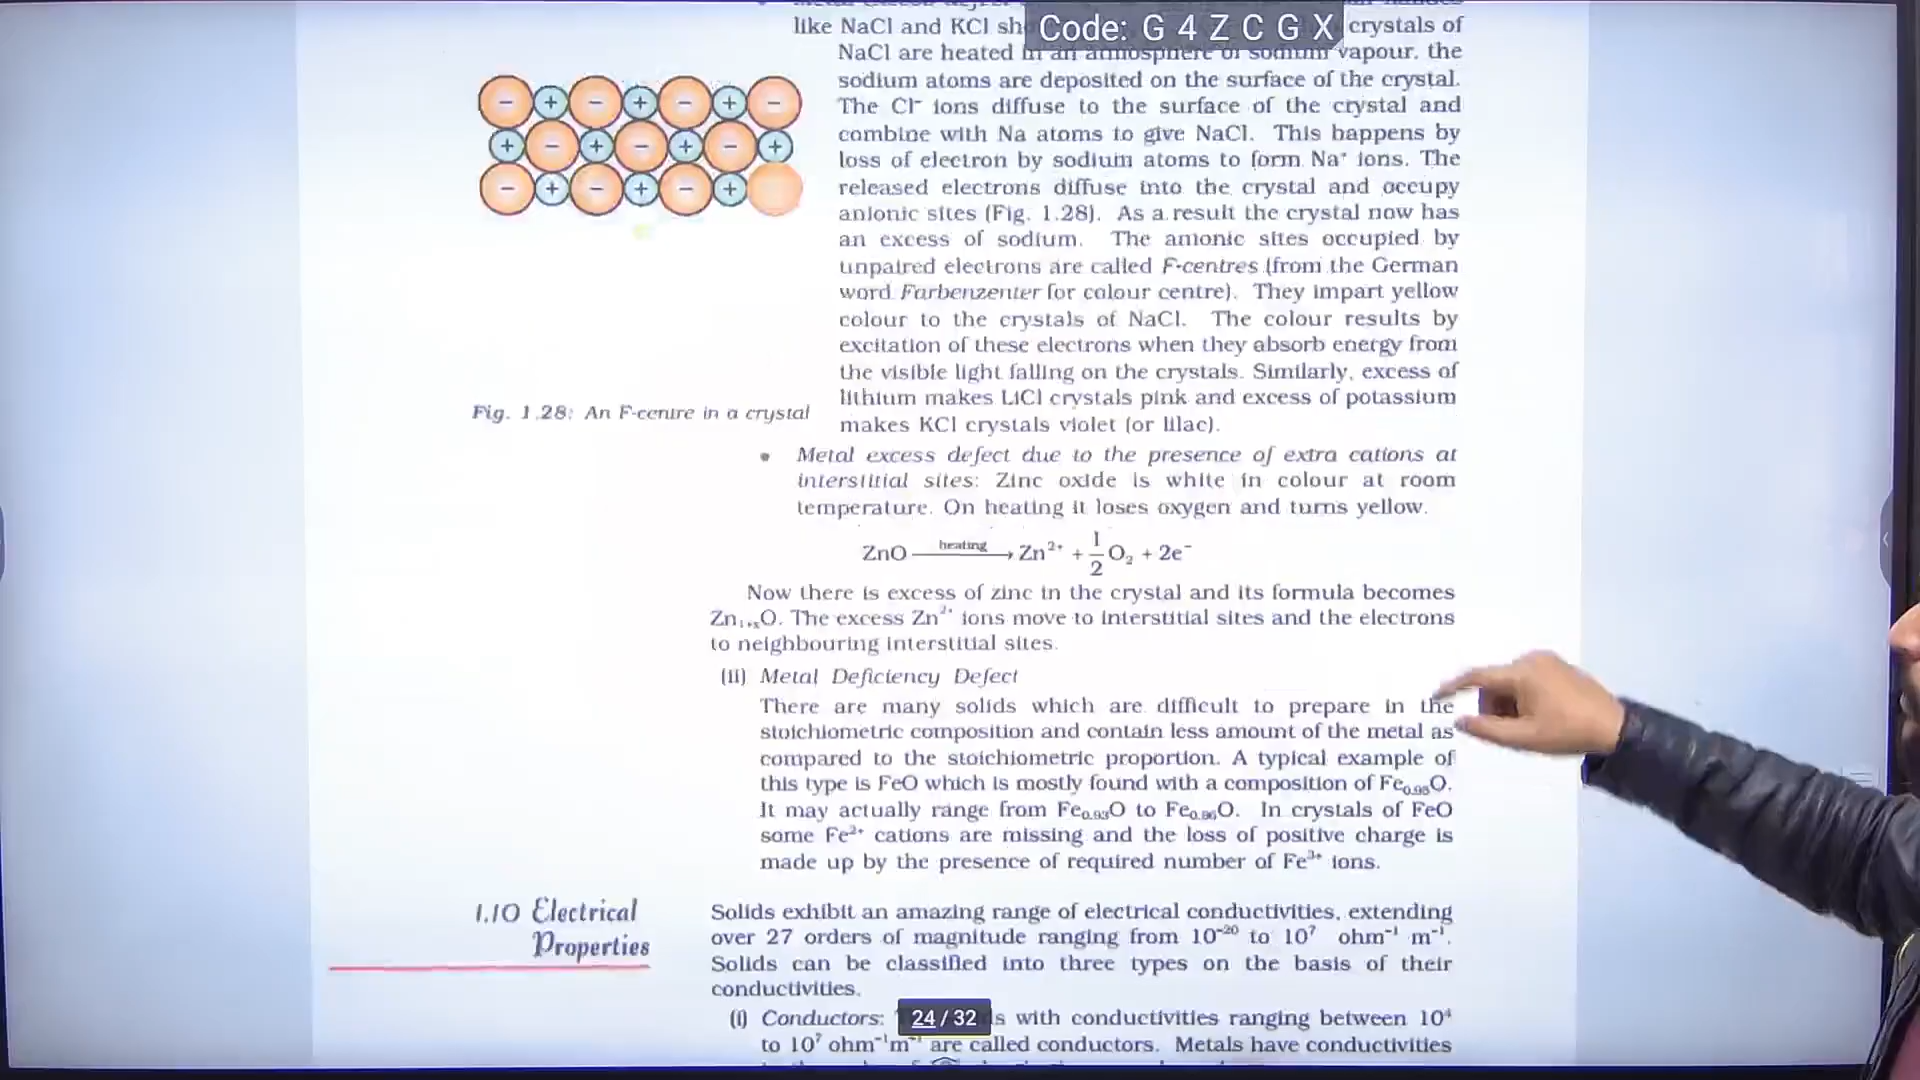 Code: G 4 Z C G X
like NaCl and KCl crystals of
NaCl are heated in an atmosphere of sodium vapour, the
sodium atoms are deposited on the surface of the crystal.
The Cl⁻ ions diffuse to the surface of the crystal and
combine with Na atoms to give NaCl. This happens by
loss of electron by sodium atoms to form Na⁺ ions. The
released electrons diffuse into the crystal and occupy
anionic sites (Fig. 1.28). As a result the crystal now has
an excess of sodium. The anionic sites occupied by
unpaired electrons are called F-centres (from the German
word Farbenzenter for colour centre). They impart yellow
colour to the crystals of NaCl. The colour results by
excitation of these electrons when they absorb energy from
the visible light falling on the crystals. Similarly, excess of
lithium makes LiCl crystals pink and excess of potassium
makes KCl crystals violet (or lilac).
− + − + − + −
+ − + − + − +
− + − + − +
Fig. 1.28: An F-centre in a crystal
• Metal excess defect due to the presence of extra cations at
interstitial sites: Zinc oxide is white in colour at room
temperature. On heating it loses oxygen and turns yellow.
ZnO heating → Zn²⁺ + 1/2 O₂ + 2e⁻
Now there is excess of zinc in the crystal and its formula becomes
Zn₁₊ₓO. The excess Zn²⁺ ions move to interstitial sites and the electrons
to neighbouring interstitial sites.
(ii) Metal Deficiency Defect
There are many solids which are difficult to prepare in the
stoichiometric composition and contain less amount of the metal as
compared to the stoichiometric proportion. A typical example of
this type is FeO which is mostly found with a composition of Fe₀.₉₅O.
It may actually range from Fe₀.₉₃O to Fe₀.₉₆O. In crystals of FeO
some Fe²⁺ cations are missing and the loss of positive charge is
made up by the presence of required number of Fe³⁺ ions.
1.10 Electrical
Properties
Solids exhibit an amazing range of electrical conductivities, extending
over 27 orders of magnitude ranging from 10⁻²⁰ to 10⁷ ohm⁻¹ m⁻¹.
Solids can be classified into three types on the basis of their
conductivities.
(i) Conductors: with conductivities ranging between 10⁴
to 10⁷ ohm⁻¹m⁻¹ are called conductors. Metals have conductivities
24 / 32